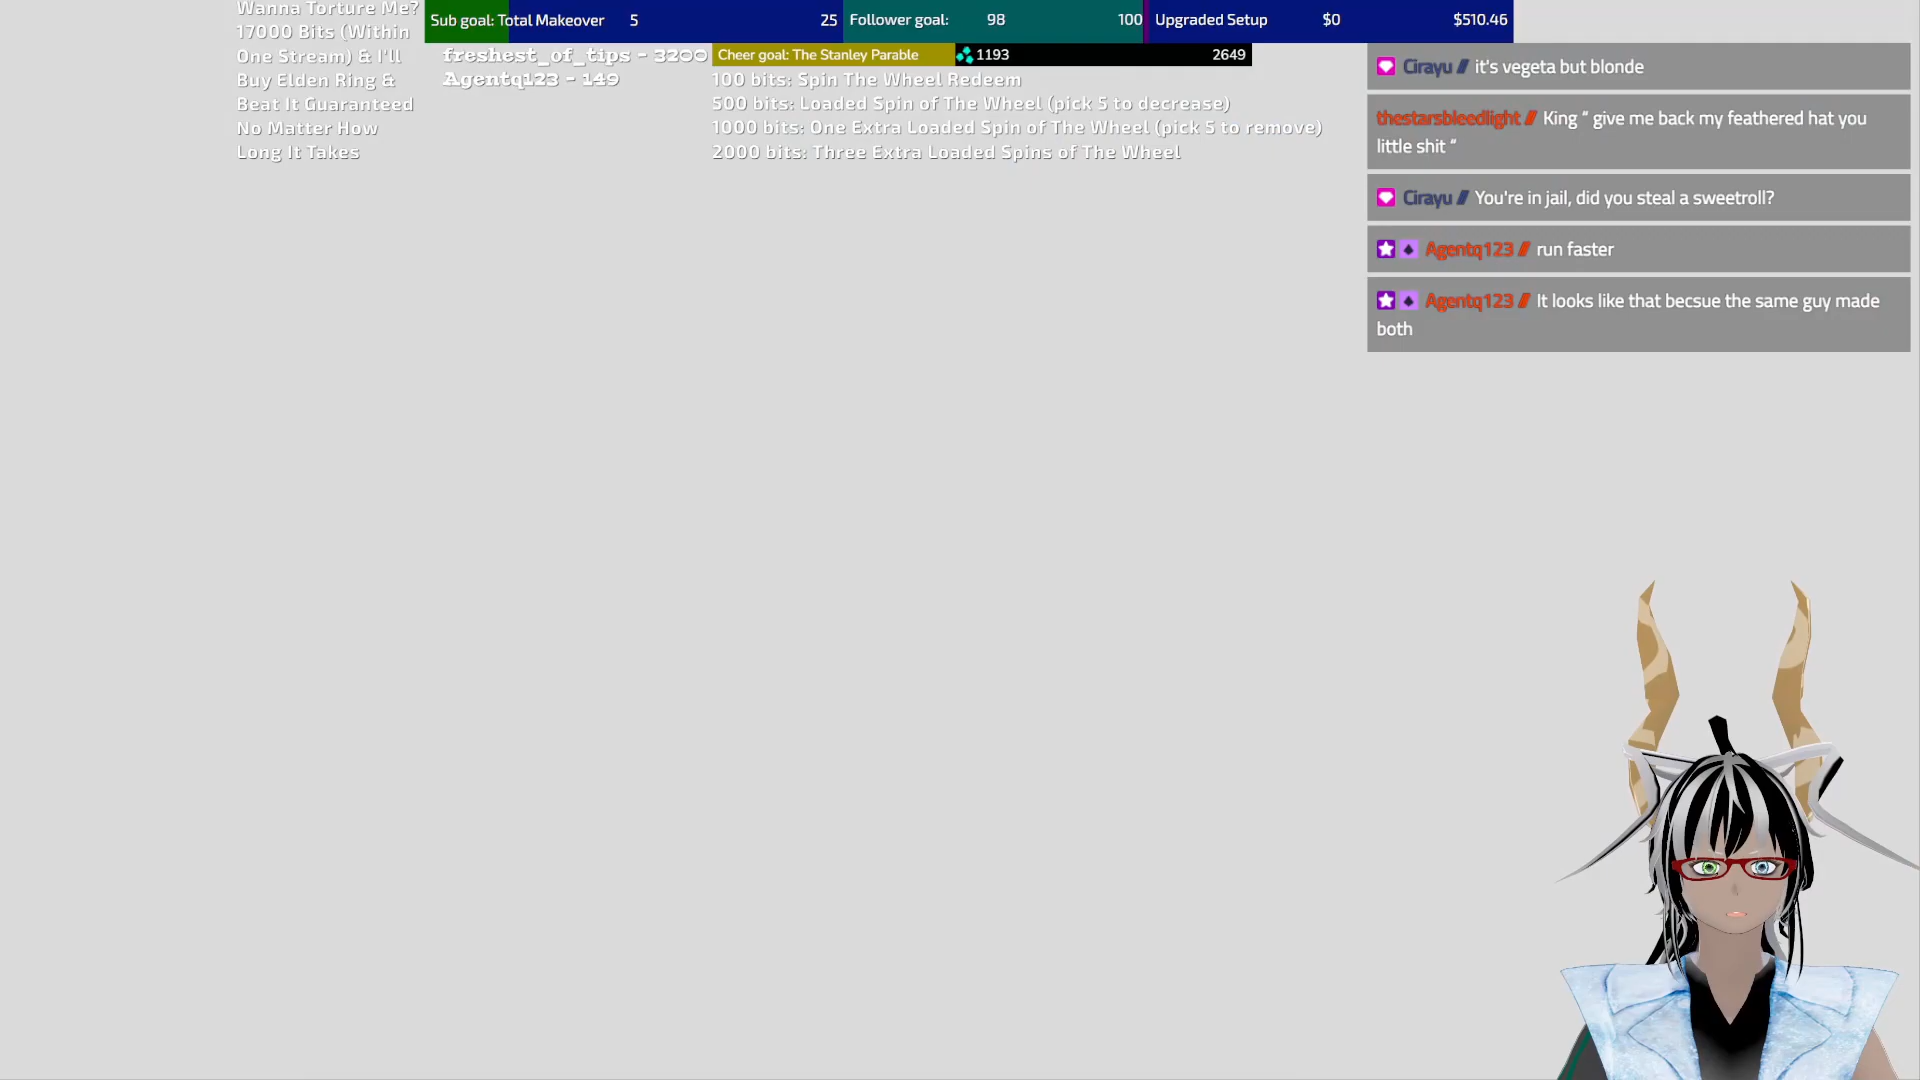 Wanna Torture Me?
17000 Bits (Within
One Stream) & I'll
Buy Elden Ring &
Beat It Guaranteed
No Matter How
Long It Takes
Sub goal: Total Makeover 5 25
Follower goal: 98 100
Upgraded Setup $0 $510.46
freshest_of_tips - 3200
Agentq123 - 149
Cheer goal: The Stanley Parable 1193 2649
100 bits: Spin The Wheel Redeem
500 bits: Loaded Spin of The Wheel (pick 5 to decrease)
1000 bits: One Extra Loaded Spin of The Wheel (pick 5 to remove)
2000 bits: Three Extra Loaded Spins of The Wheel
Cirayu // it's vegeta but blonde
thestarsbleedlight // King “ give me back my feathered hat you
little shit “
Cirayu // You're in jail, did you steal a sweetroll?
Agentq123 // run faster
Agentq123 // It looks like that becsue the same guy made
both